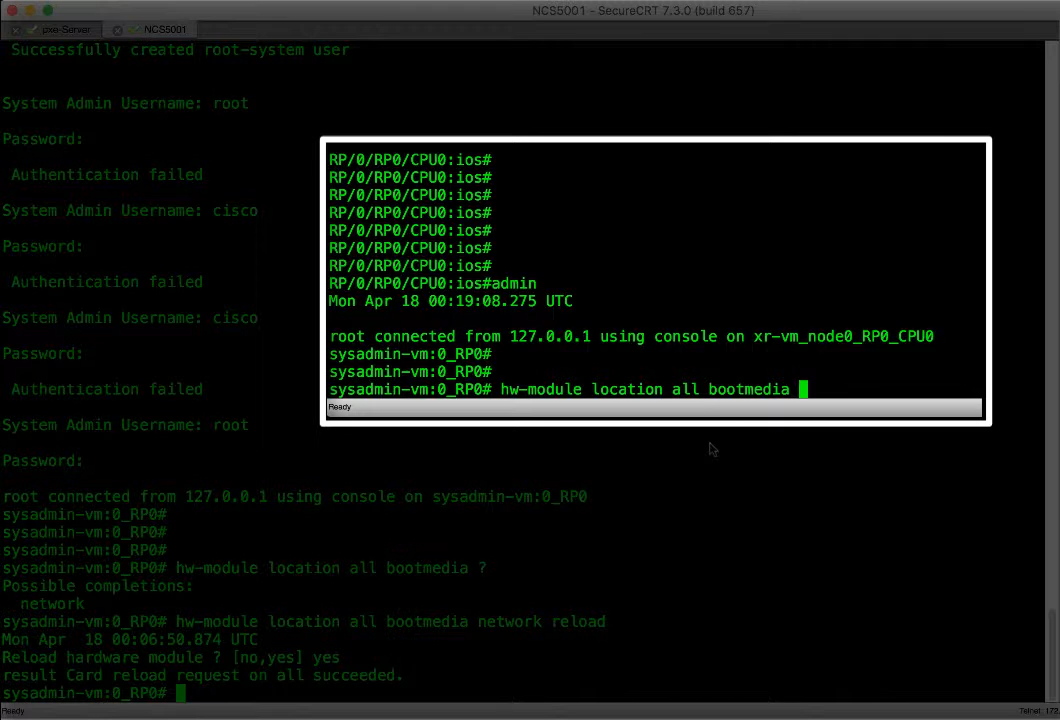 NCS5001 - SecureCRT 7.3.0 (build 657)
pxe-Server
NCS5001
Successfully created root-system user
System Admin Username: root
Password:
Authentication failed
System Admin Username: cisco
Password:
Authentication failed
System Admin Username: cisco
Password:
Authentication failed
System Admin Username: root
Password:
root connected from 127.0.0.1 using console on sysadmin-vm:0_RP0
sysadmin-vm:0_RP0#
sysadmin-vm:0_RP0#
sysadmin-vm:0_RP0#
sysadmin-vm:0_RP0# hw-module location all bootmedia ?
Possible completions:
network
sysadmin-vm:0_RP0# hw-module location all bootmedia network reload
Mon Apr  18 00:06:50.874 UTC
Reload hardware module ? [no,yes] yes
result Card reload request on all succeeded.
sysadmin-vm:0_RP0#
RP/0/RP0/CPU0:ios#
RP/0/RP0/CPU0:ios#
RP/0/RP0/CPU0:ios#
RP/0/RP0/CPU0:ios#
RP/0/RP0/CPU0:ios#
RP/0/RP0/CPU0:ios#
RP/0/RP0/CPU0:ios#
RP/0/RP0/CPU0:ios#admin
Mon Apr 18 00:19:08.275 UTC
root connected from 127.0.0.1 using console on xr-vm_node0_RP0_CPU0
sysadmin-vm:0_RP0#
sysadmin-vm:0_RP0#
sysadmin-vm:0_RP0# hw-module location all bootmedia
Ready
Ready
Telnet: 172